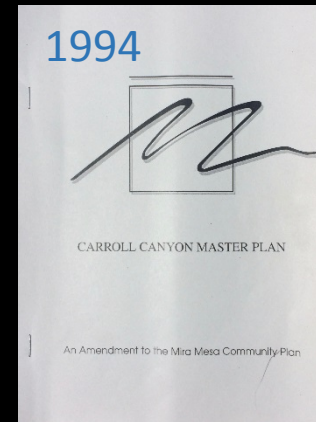 1994
CARROLL CANYON MASTER PLAN
An Amendment to the Mira Mesa Community Plan